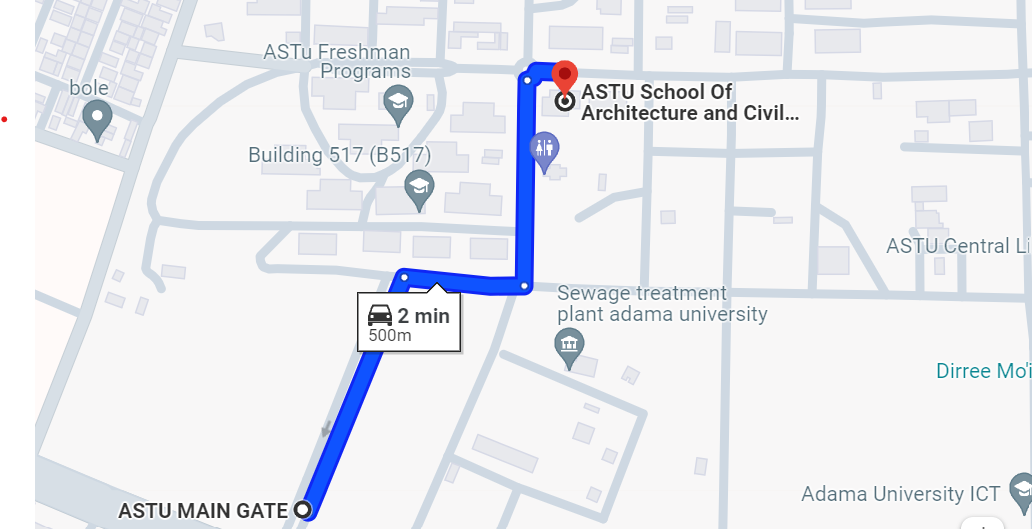 ASTu Freshman
Programs
bole
ASTU School Of
Architecture and Civil...
Building 517 (B517)
ASTU Central Li
2 min
500m
Sewage treatment
plant adama university
Dirree Mo'i
Adama University ICT
ASTU MAIN GATE